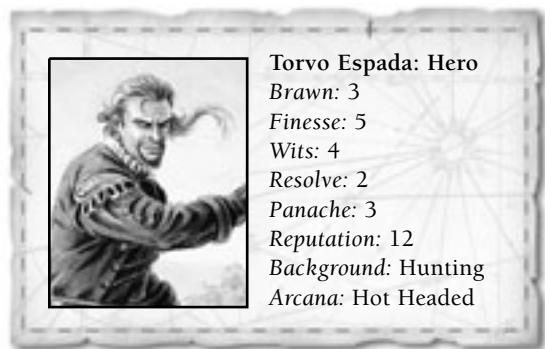 Torvo Espada: Hero
Brawn: 3
Finesse: 5
Wits: 4
Resolve: 2
Panache: 3
Reputation: 12
Background: Hunting
Arcana: Hot Headed